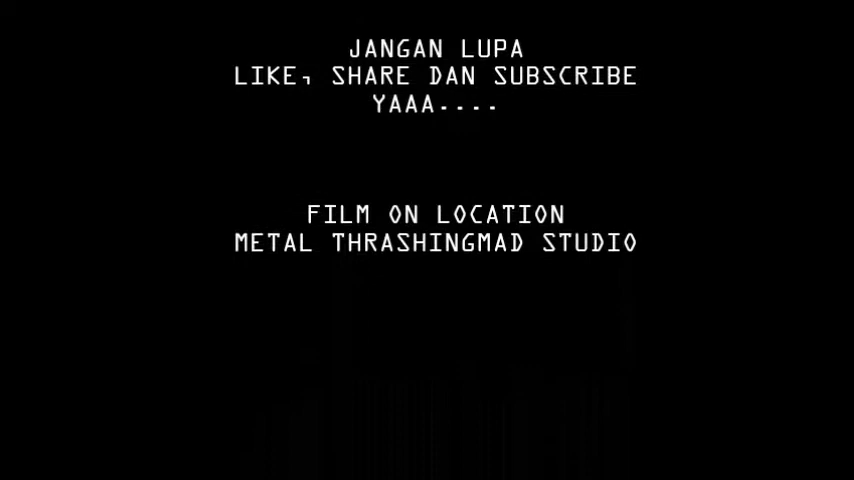 JANGAN LUPA
LIKE, SHARE DAN SUBSCRIBE
YAAA....
FILM ON LOCATION
METAL THRASHINGMAD STUDIO